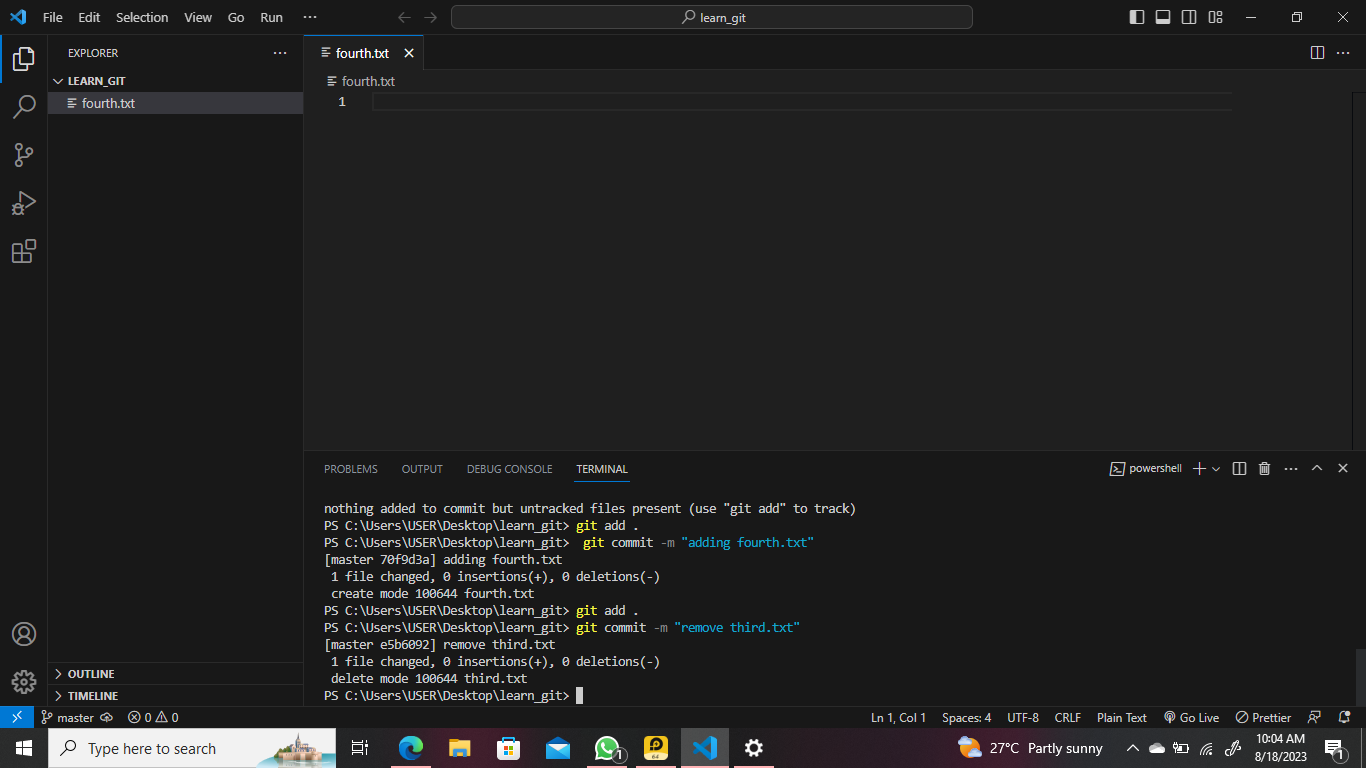 File Edit Selection View Go Run ···
learn_git
EXPLORER
LEARN_GIT
fourth.txt
fourth.txt
fourth.txt
1
PROBLEMS OUTPUT DEBUG CONSOLE TERMINAL
powershell
nothing added to commit but untracked files present (use "git add" to track)
PS C:\Users\USER\Desktop\learn_git> git add .
PS C:\Users\USER\Desktop\learn_git>  git commit -m "adding fourth.txt"
[master 70f9d3a] adding fourth.txt
 1 file changed, 0 insertions(+), 0 deletions(-)
 create mode 100644 fourth.txt
PS C:\Users\USER\Desktop\learn_git> git add .
PS C:\Users\USER\Desktop\learn_git> git commit -m "remove third.txt"
[master e5b6092] remove third.txt
 1 file changed, 0 insertions(+), 0 deletions(-)
 delete mode 100644 third.txt
PS C:\Users\USER\Desktop\learn_git>
OUTLINE
TIMELINE
master 0 0 Ln 1, Col 1 Spaces: 4 UTF-8 CRLF Plain Text Go Live Prettier
Type here to search
1
64
27°C Partly sunny
10:04 AM
8/18/2023
1